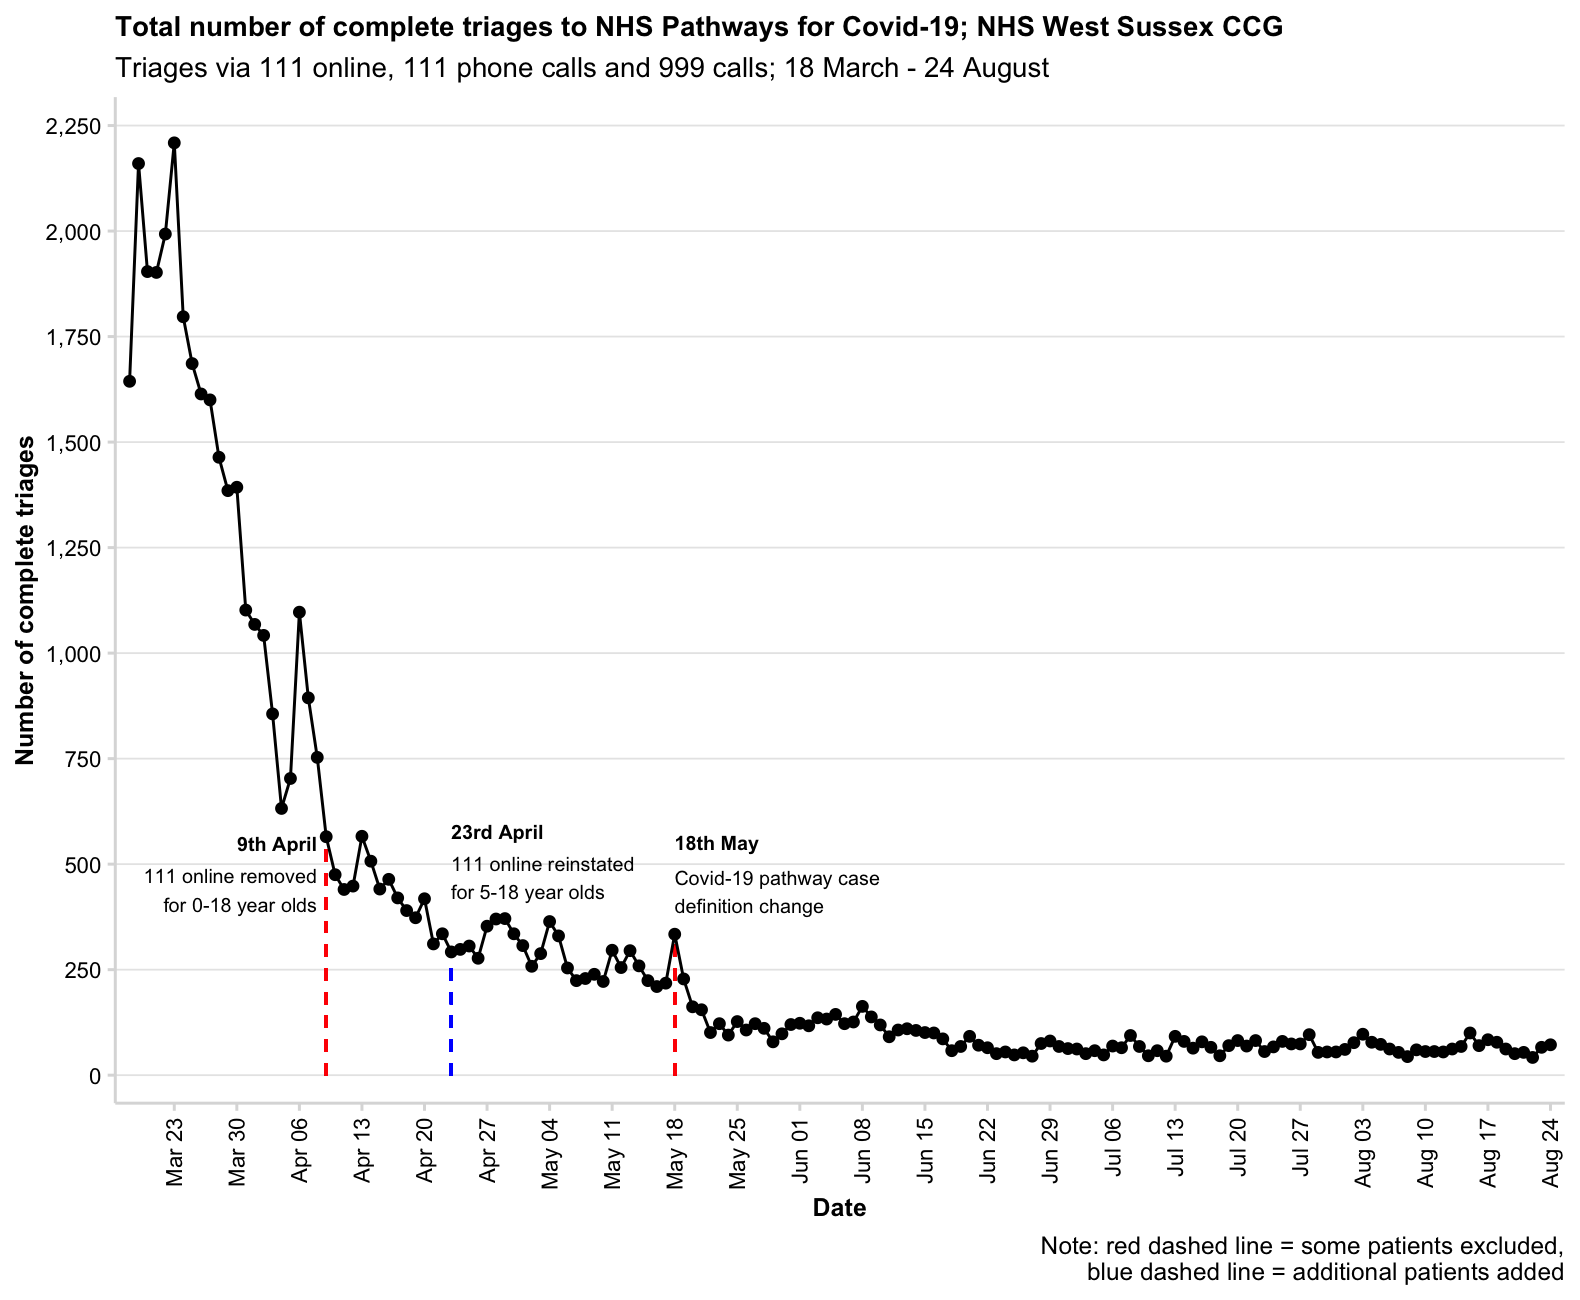 Total number of complete triages to NHS Pathways for Covid-19; NHS West Sussex CCG
Triages via 111 online, 111 phone calls and 999 calls; 18 March - 24 August
Number of complete triages
2,250
2,000
1,750
1,500
1,250
1,000
750
500
250
0
9th April
111 online removed
for 0-18 year olds
23rd April
111 online reinstated
for 5-18 year olds
18th May
Covid-19 pathway case
definition change
Mar 23
Mar 30
Apr 06
Apr 13
Apr 20
Apr 27
May 04
May 11
May 18
May 25
Jun 01
Jun 08
Jun 15
Jun 22
Jun 29
Jul 06
Jul 13
Jul 20
Jul 27
Aug 03
Aug 10
Aug 17
Aug 24
Date
Note: red dashed line = some patients excluded,
blue dashed line = additional patients added